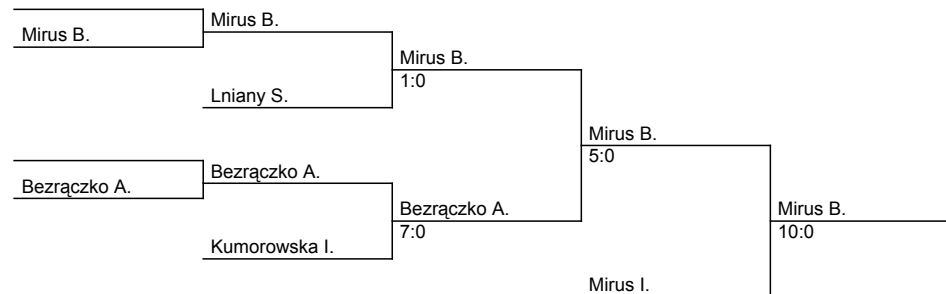 Mirus B.
Mirus B.
Mirus B.
1:0
Lniany S.
Mirus B.
5:0
Bezrączko A.
Bezrączko A.
Bezrączko A.
7:0
Mirus B.
10:0
Kumorowska I.
Mirus I.